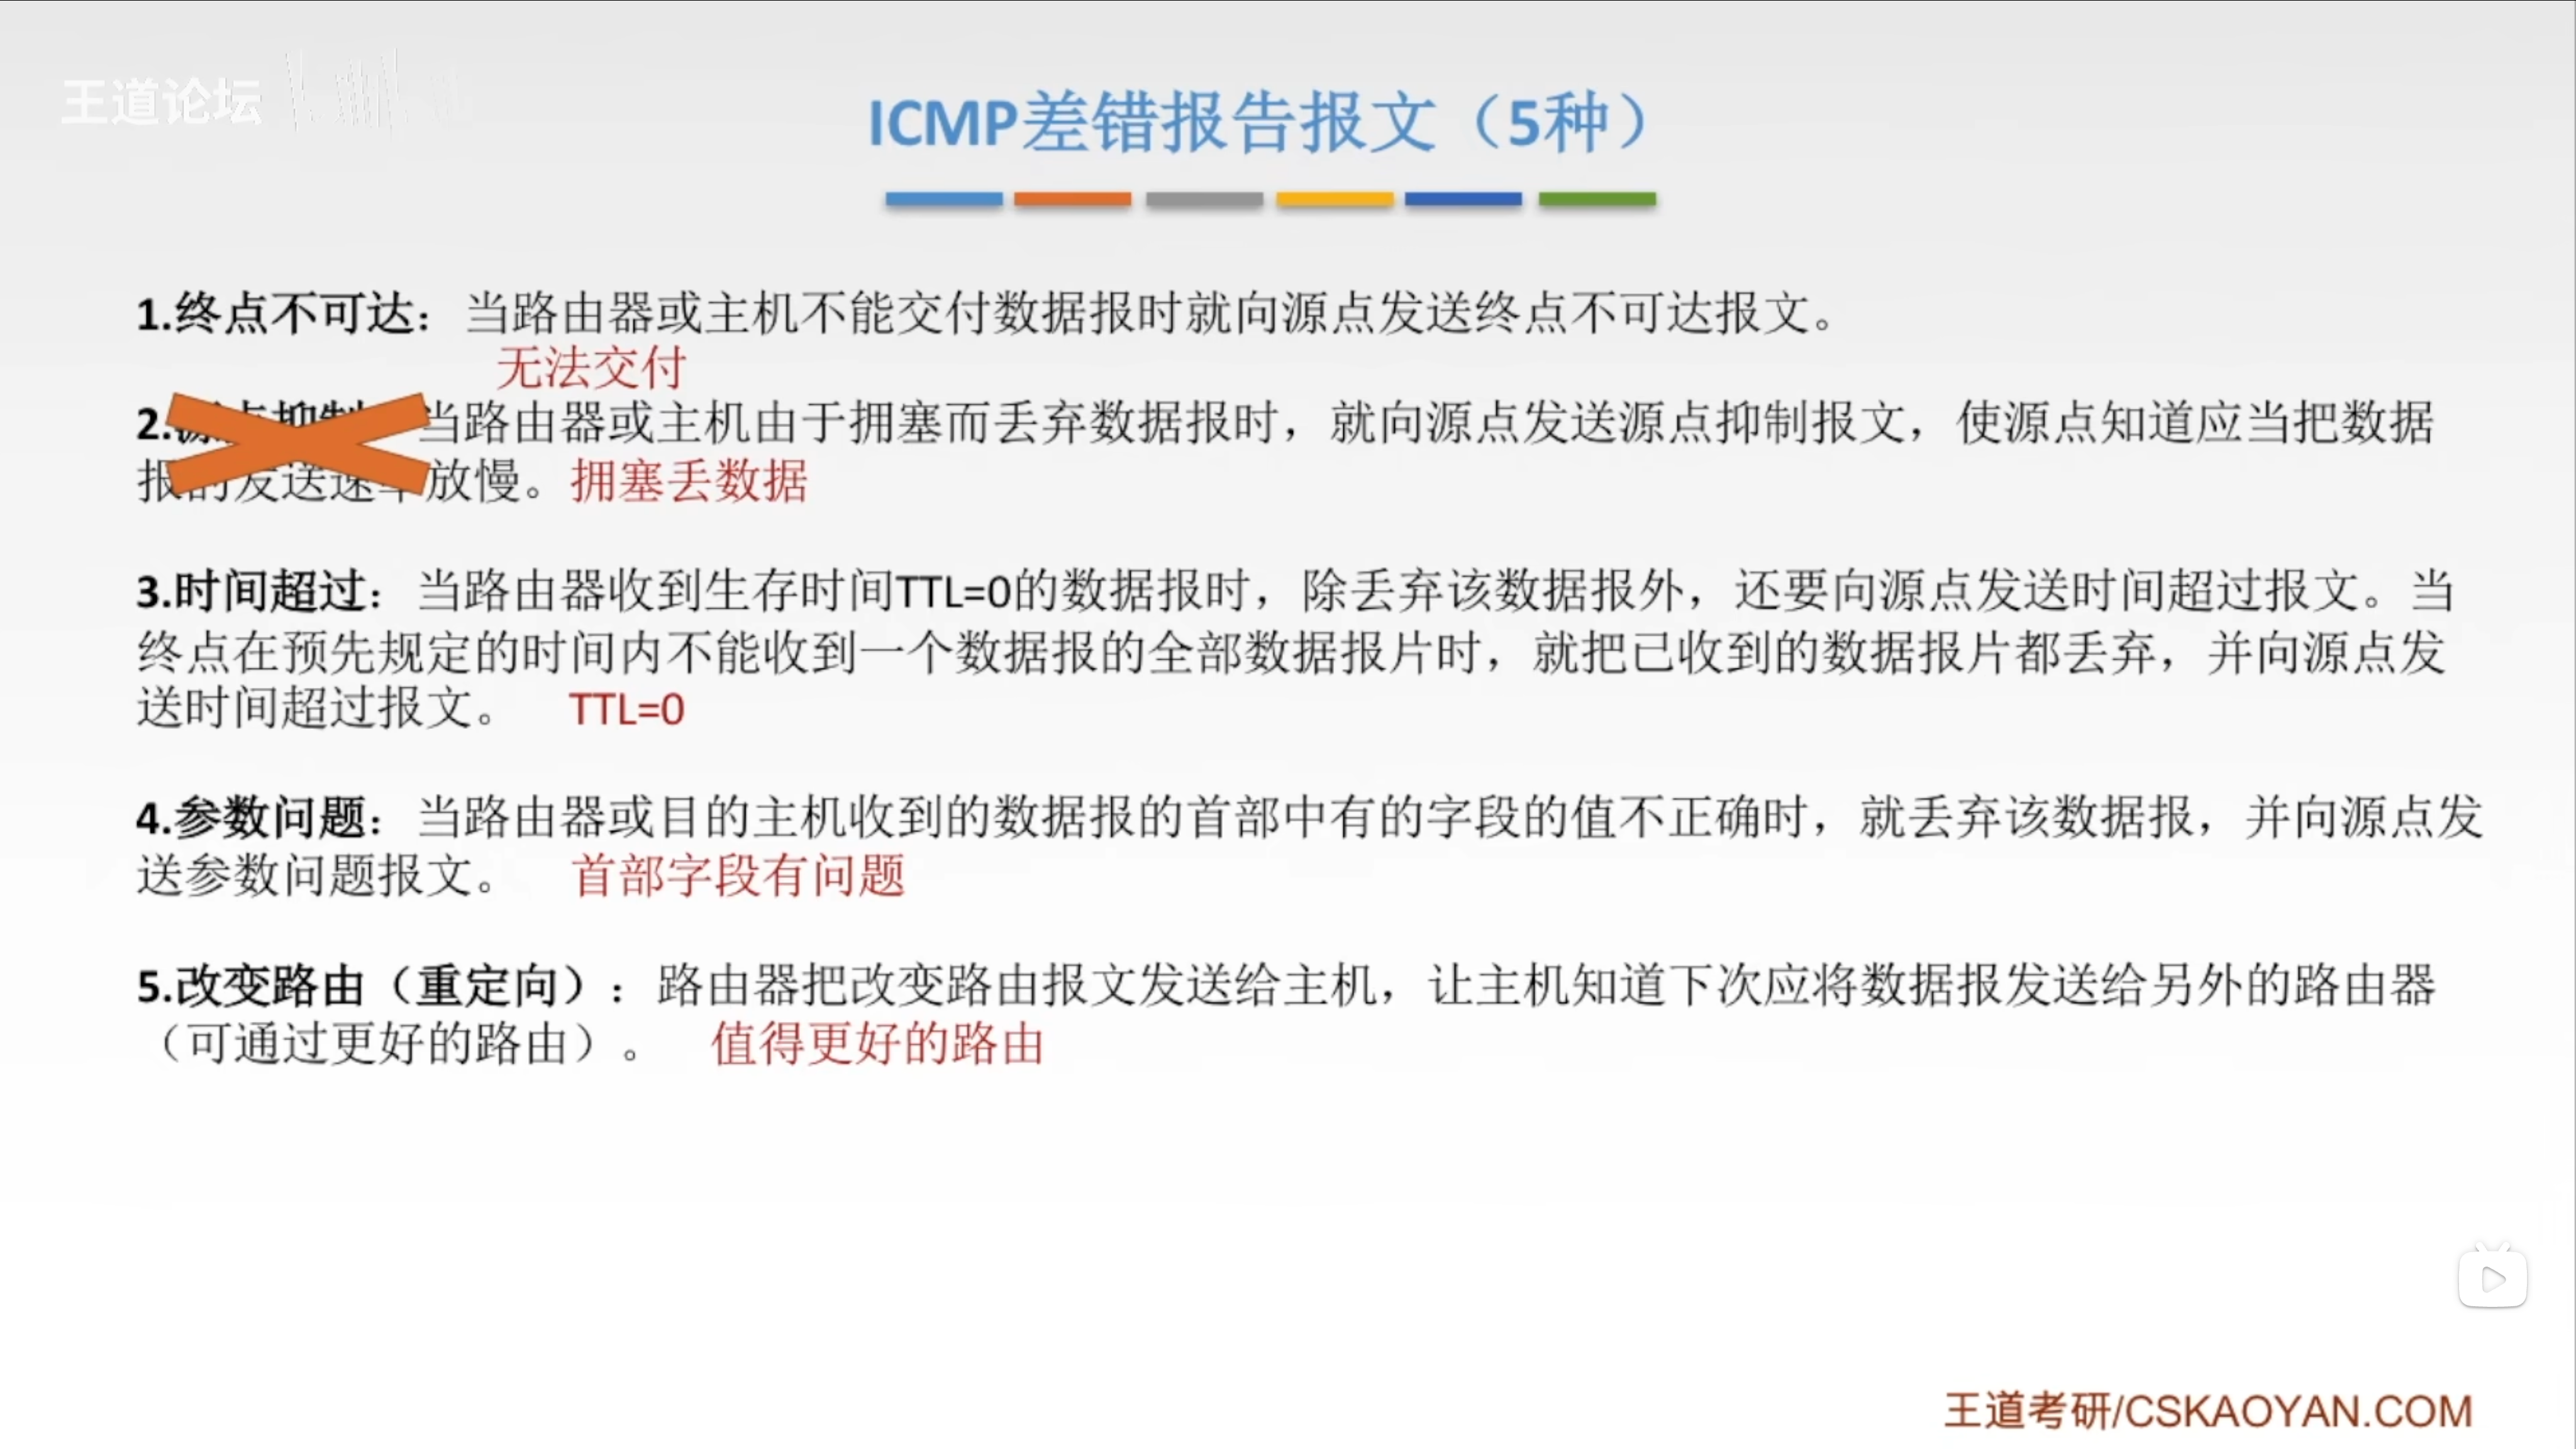 王道论坛
ICMP差错报告报文（5种）
1.终点不可达：当路由器或主机不能交付数据报时就向源点发送终点不可达报文。
无法交付
2.源点抑制 当路由器或主机由于拥塞而丢弃数据报时，就向源点发送源点抑制报文，使源点知道应当把数据
报的发送速率放慢。拥塞丢数据
3.时间超过：当路由器收到生存时间TTL=0的数据报时，除丢弃该数据报外，还要向源点发送时间超过报文。当
终点在预先规定的时间内不能收到一个数据报的全部数据报片时，就把已收到的数据报片都丢弃，并向源点发
送时间超过报文。 TTL=0
4.参数问题：当路由器或目的主机收到的数据报的首部中有的字段的值不正确时，就丢弃该数据报，并向源点发
送参数问题报文。 首部字段有问题
5.改变路由（重定向）：路由器把改变路由报文发送给主机，让主机知道下次应将数据报发送给另外的路由器
（可通过更好的路由）。 值得更好的路由
王道考研/CSKAOYAN.COM